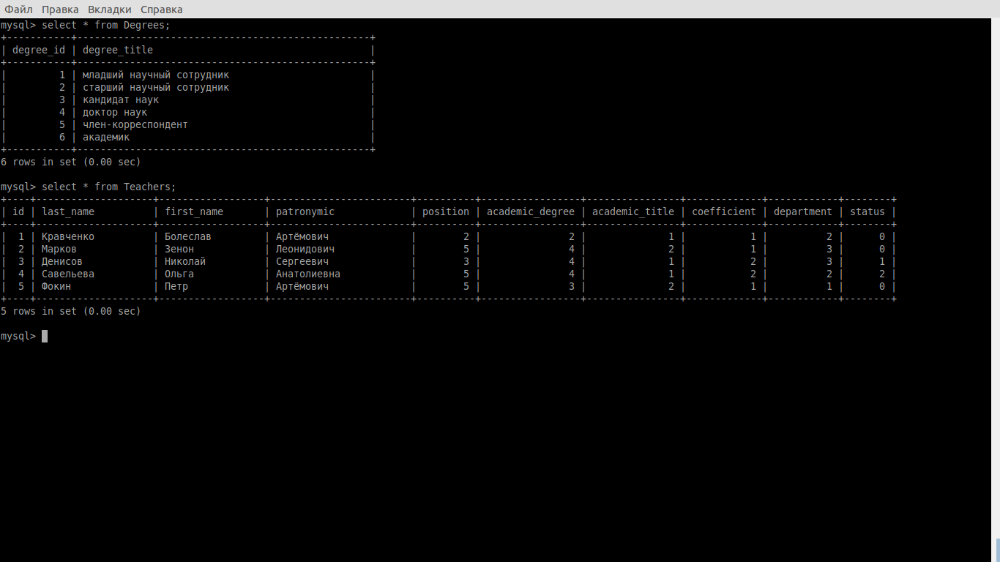 Файл Правка Вкладки Справка
mysql> select * from Degrees;
+-----------+--------------------------------------------------+
| degree_id | degree_title                                     |
+-----------+--------------------------------------------------+
|         1 | младший научный сотрудник                        |
|         2 | старший научный сотрудник                        |
|         3 | кандидат наук                                    |
|         4 | доктор наук                                      |
|         5 | член-корреспондент                               |
|         6 | академик                                         |
+-----------+--------------------------------------------------+
6 rows in set (0.00 sec)
mysql> select * from Teachers;
+----+--------------------+------------------+------------------------+----------+-----------------+----------------+-------------+------------+--------+
| id | last_name          | first_name       | patronymic             | position | academic_degree | academic_title | coefficient | department | status |
+----+--------------------+------------------+------------------------+----------+-----------------+----------------+-------------+------------+--------+
|  1 | Кравченко          | Болеслав         | Артёмович              |        2 |               2 |              1 |           1 |          2 |      0 |
|  2 | Марков             | Зенон            | Леонидович             |        5 |               4 |              2 |           1 |          3 |      0 |
|  3 | Денисов            | Николай          | Сергеевич              |        3 |               4 |              1 |           2 |          3 |      1 |
|  4 | Савельева          | Ольга            | Анатолиевна            |        5 |               4 |              1 |           2 |          2 |      2 |
|  5 | Фокин              | Петр             | Артёмович              |        5 |               3 |              2 |           1 |          1 |      0 |
+----+--------------------+------------------+------------------------+----------+-----------------+----------------+-------------+------------+--------+
5 rows in set (0.00 sec)
mysql>